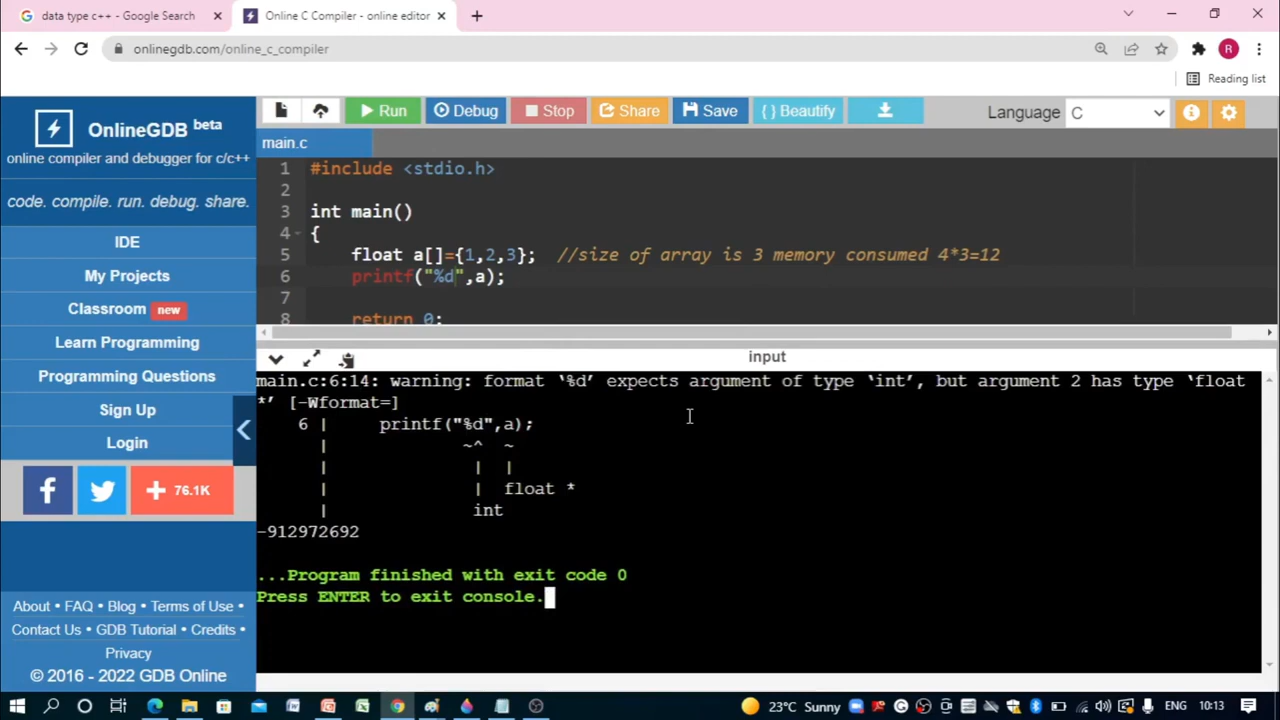 data type c++ - Google Search
Online C Compiler - online editor
onlinegdb.com/online_c_compiler
R
Reading list
OnlineGDB beta
online compiler and debugger for c/c++
code. compile. run. debug. share.
IDE
My Projects
Classroom new
Learn Programming
Programming Questions
Sign Up
Login
f
+ 76.1K
About • FAQ • Blog • Terms of Use •
Contact Us • GDB Tutorial • Credits •
Privacy
© 2016 - 2022 GDB Online
Run
Debug
Stop
Share
Save
{ } Beautify
Language C
main.c
1 #include <stdio.h>
2
3 int main()
4 {
5 float a[]={1,2,3}; //size of array is 3 memory consumed 4*3=12
6 printf("%d",a);
7
8 return 0;
input
main.c:6:14: warning: format ‘%d’ expects argument of type ‘int’, but argument 2 has type ‘float
*’ [-Wformat=]
6 | printf("%d",a);
| ~^ ~
| | |
| | float *
| int
-912972692
...Program finished with exit code 0
Press ENTER to exit console.
23°C Sunny
ENG
10:13